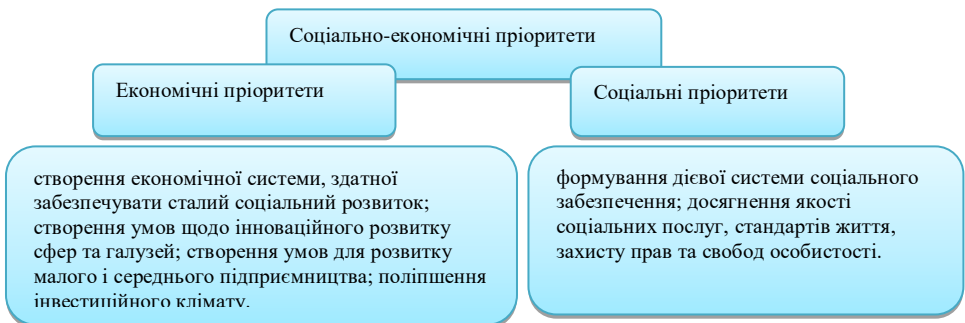 Соціально-економічні пріоритети
Економічні пріоритети
Соціальні пріоритети
створення економічної системи, здатної
забезпечувати сталий соціальний розвиток;
створення умов щодо інноваційного розвитку
сфер та галузей; створення умов для розвитку
малого і середнього підприємництва; поліпшення
інвестиційного клімату.
формування дієвої системи соціального
забезпечення; досягнення якості
соціальних послуг, стандартів життя,
захисту прав та свобод особистості.